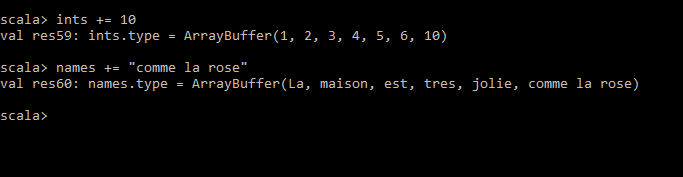 scala> ints += 10
val res59: ints.type = ArrayBuffer(1, 2, 3, 4, 5, 6, 10)
scala> names += "comme la rose"
val res60: names.type = ArrayBuffer(La, maison, est, tres, jolie, comme la rose)
scala>